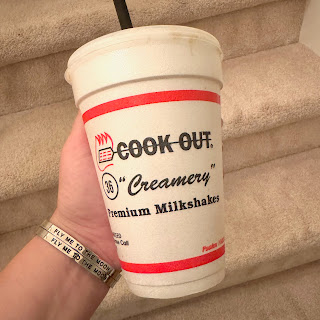 COOK OUT®
36 "Creamery"
Premium Milkshakes
FLY ME TO THE MOON
FLY ME TO THE MOON